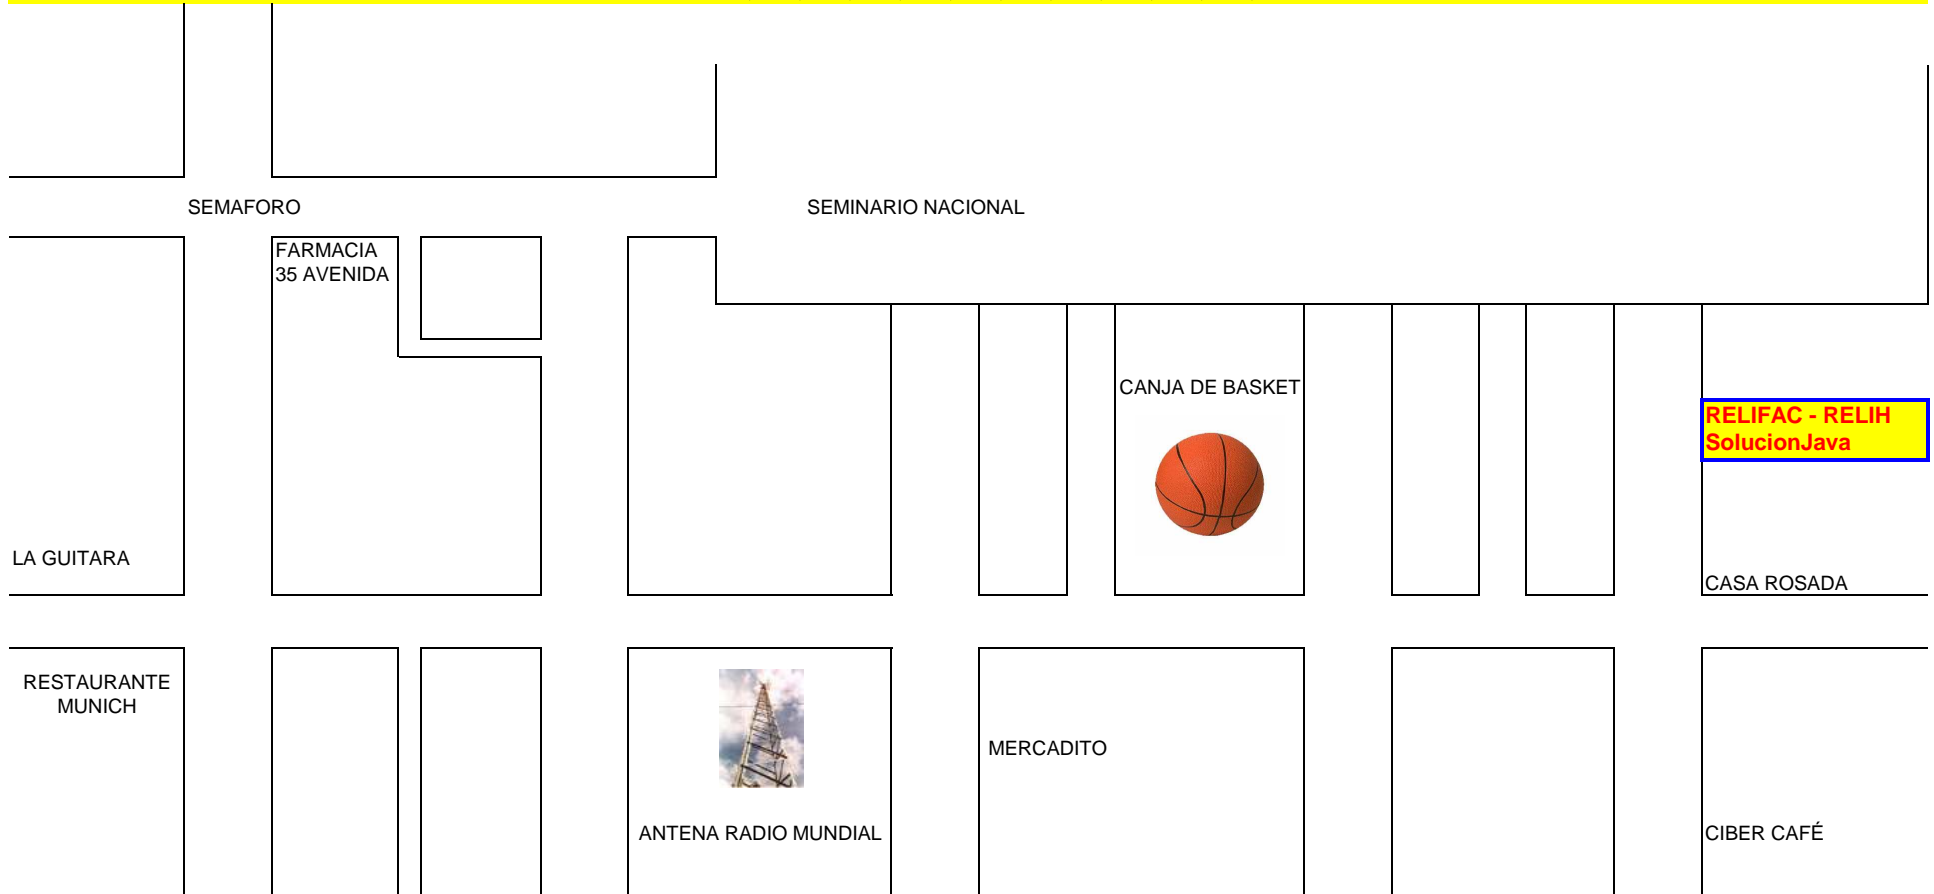 SEMAFORO
SEMINARIO NACIONAL
FARMACIA
35 AVENIDA
CANJA DE BASKET
RELIFAC - RELIH
SolucionJava
LA GUITARA
CASA ROSADA
RESTAURANTE
MUNICH
MERCADITO
ANTENA RADIO MUNDIAL
CIBER CAFÉ